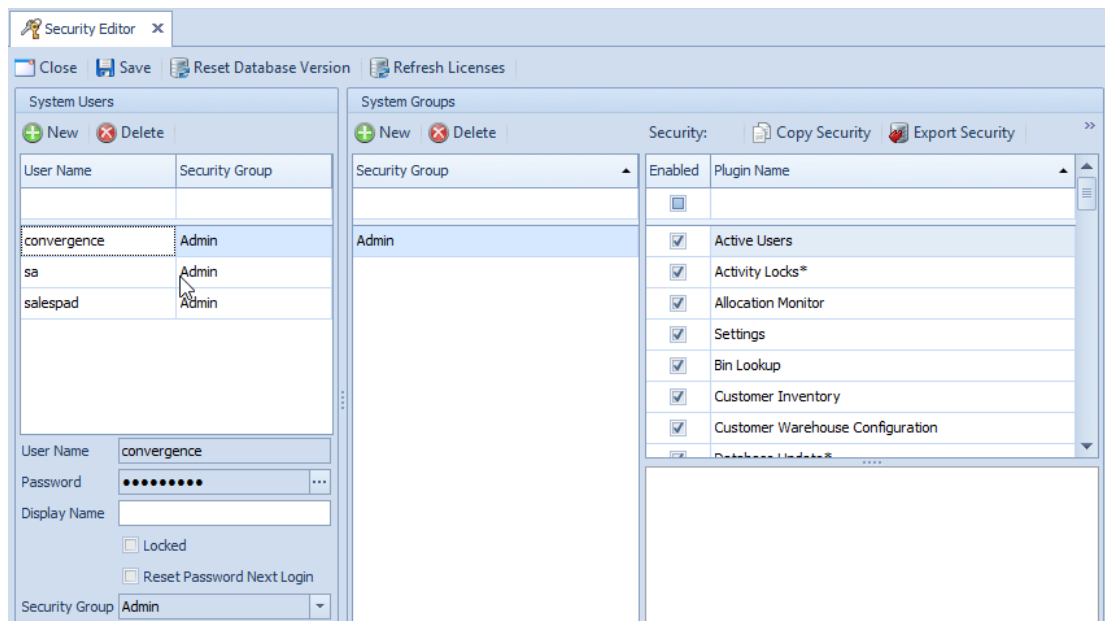 Security Editor
Close Save Reset Database Version Refresh Licenses
System Users
New Delete
User Name Security Group
convergence Admin
sa Admin
salespad Admin
User Name convergence
Password •••••••••
Display Name
Locked
Reset Password Next Login
Security Group Admin
System Groups
New Delete
Security: Copy Security Export Security
Security Group
Admin
Enabled Plugin Name
Active Users
Activity Locks*
Allocation Monitor
Settings
Bin Lookup
Customer Inventory
Customer Warehouse Configuration
Database Update*